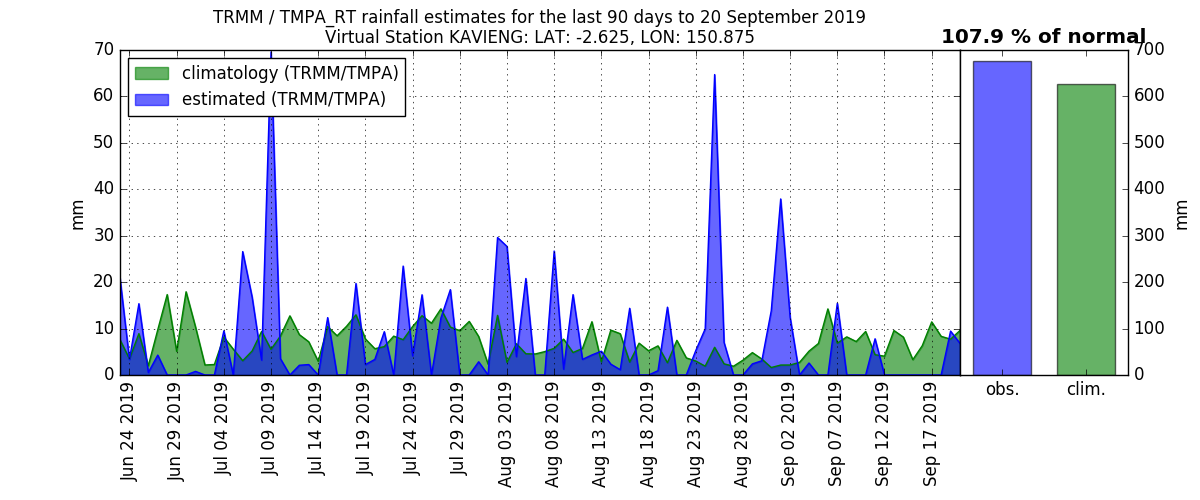 TRMM / TMPA_RT rainfall estimates for the last 90 days to 20 September 2019
Virtual Station KAVIENG: LAT: -2.625, LON: 150.875
107.9 % of normal
climatology (TRMM/TMPA)
estimated (TRMM/TMPA)
70
60
50
40
30
20
10
0
mm
Jun 24 2019
Jun 29 2019
Jul 04 2019
Jul 09 2019
Jul 14 2019
Jul 19 2019
Jul 24 2019
Jul 29 2019
Aug 03 2019
Aug 08 2019
Aug 13 2019
Aug 18 2019
Aug 23 2019
Aug 28 2019
Sep 02 2019
Sep 07 2019
Sep 12 2019
Sep 17 2019
obs.
clim.
700
600
500
400
300
200
100
0
mm